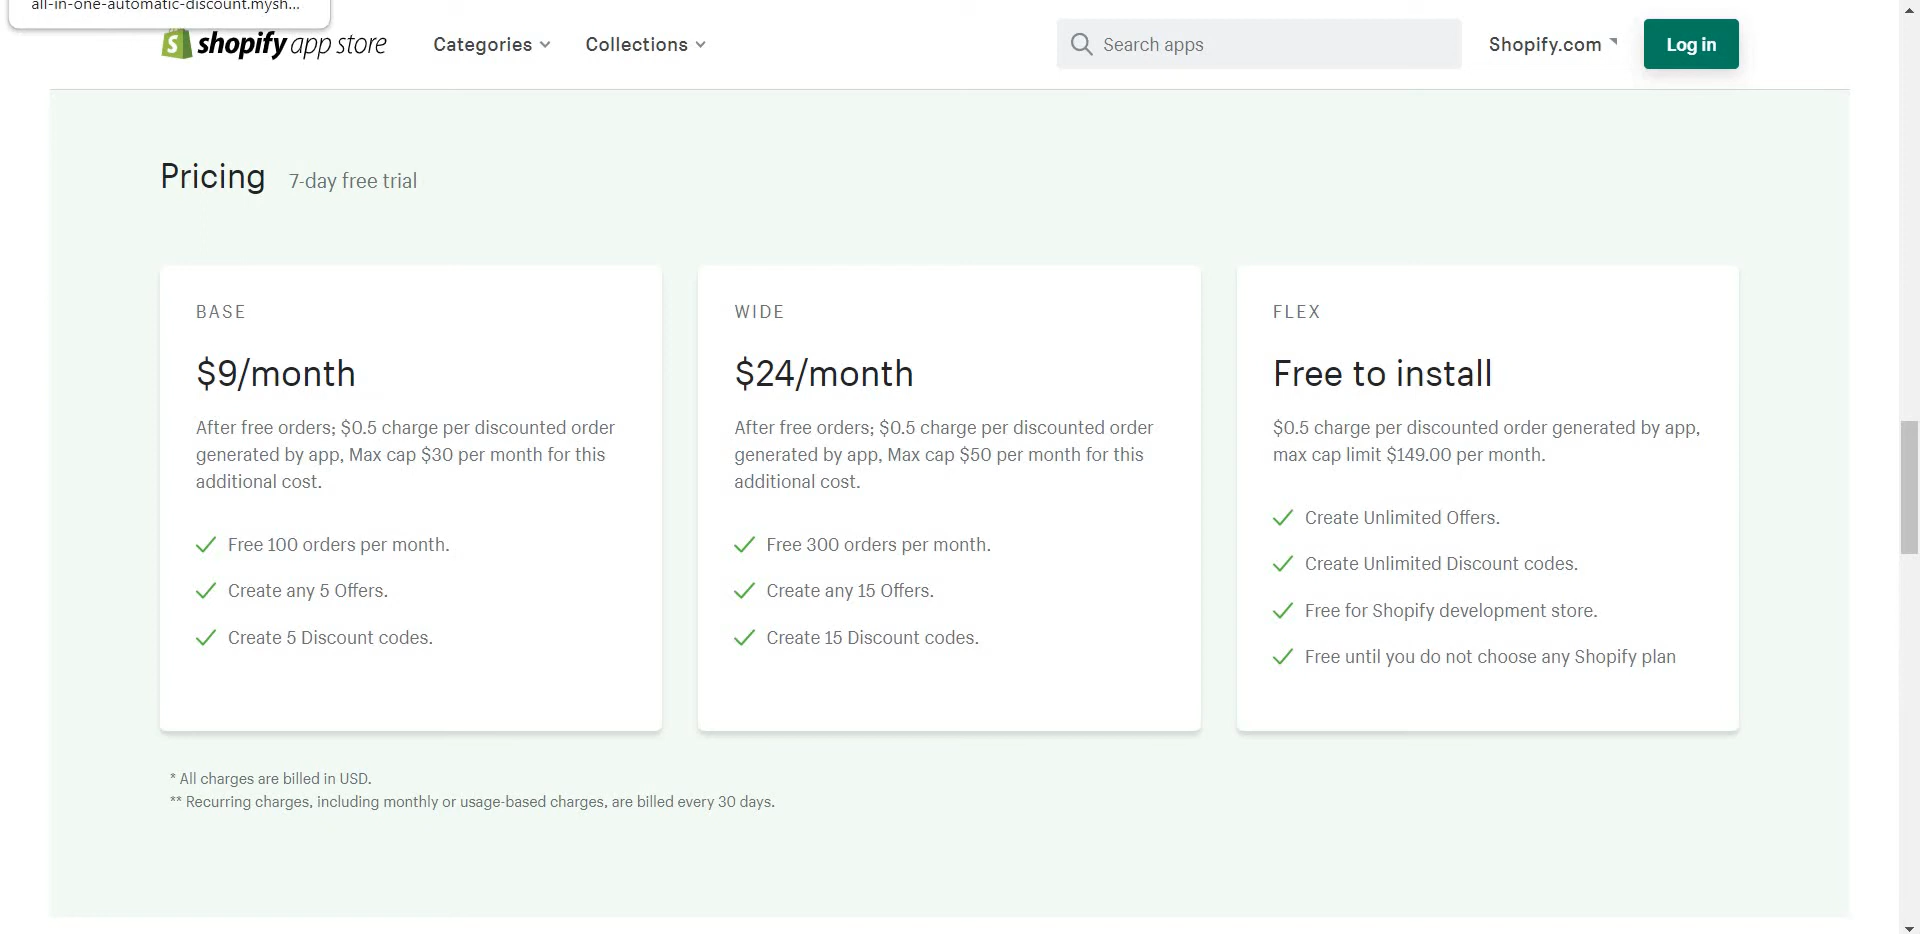 all-in-one-automatic-discount.mysh...
shopify app store
Categories
Collections
Search apps
Shopify.com
Log in
Pricing
7-day free trial
BASE
$9/month
After free orders; $0.5 charge per discounted order
generated by app, Max cap $30 per month for this
additional cost.
Free 100 orders per month.
Create any 5 Offers.
Create 5 Discount codes.
WIDE
$24/month
After free orders; $0.5 charge per discounted order
generated by app, Max cap $50 per month for this
additional cost.
Free 300 orders per month.
Create any 15 Offers.
Create 15 Discount codes.
FLEX
Free to install
$0.5 charge per discounted order generated by app,
max cap limit $149.00 per month.
Create Unlimited Offers.
Create Unlimited Discount codes.
Free for Shopify development store.
Free until you do not choose any Shopify plan
* All charges are billed in USD.
** Recurring charges, including monthly or usage-based charges, are billed every 30 days.